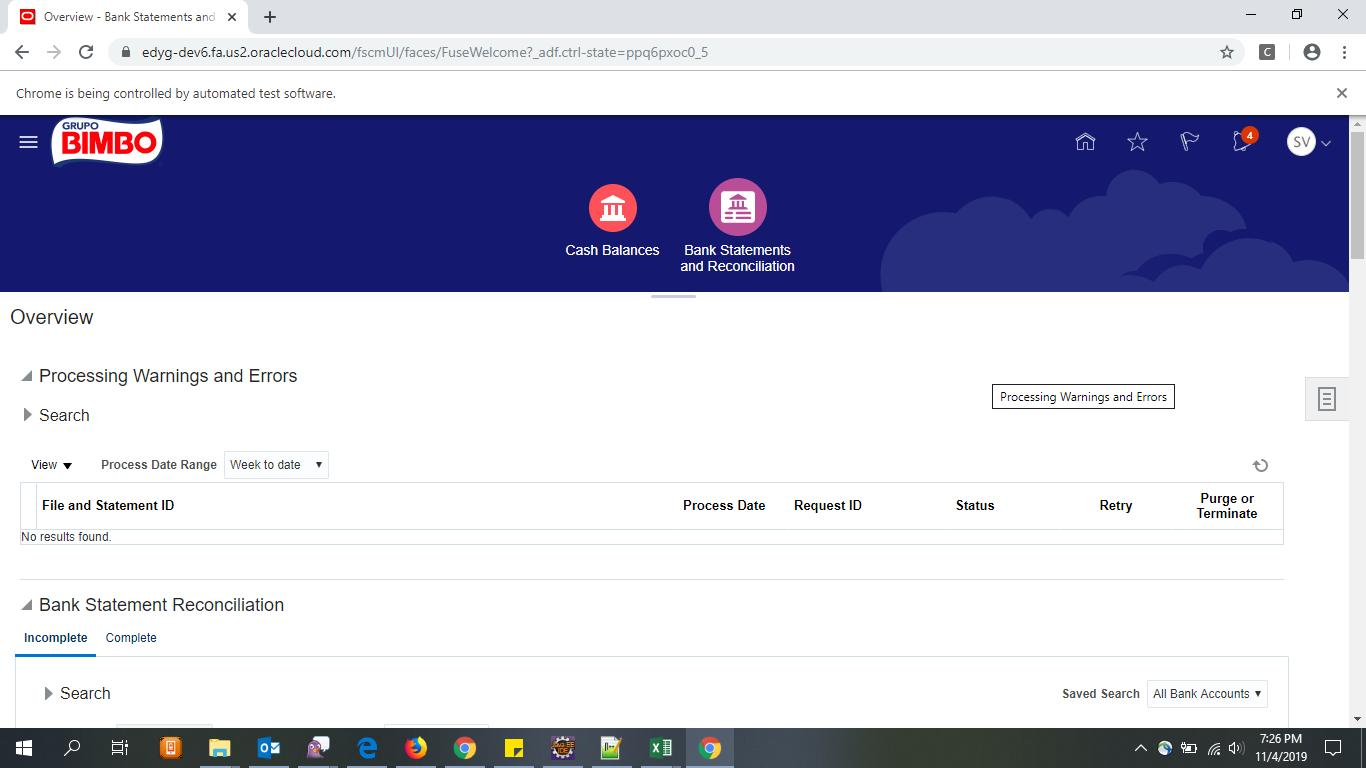 Overview - Bank Statements and
edyg-dev6.fa.us2.oraclecloud.com/fscmUI/faces/FuseWelcome?_adf.ctrl-state=ppq6pxoc0_5
C
Chrome is being controlled by automated test software.
GRUPO
BIMBO
4
SV
Cash Balances
Bank Statements
and Reconciliation
Overview
Processing Warnings and Errors
Processing Warnings and Errors
Search
View
Process Date Range
Week to date
File and Statement ID
Process Date
Request ID
Status
Retry
Purge or
Terminate
No results found.
Bank Statement Reconciliation
Incomplete
Complete
Search
Saved Search
All Bank Accounts
7:26 PM
11/4/2019